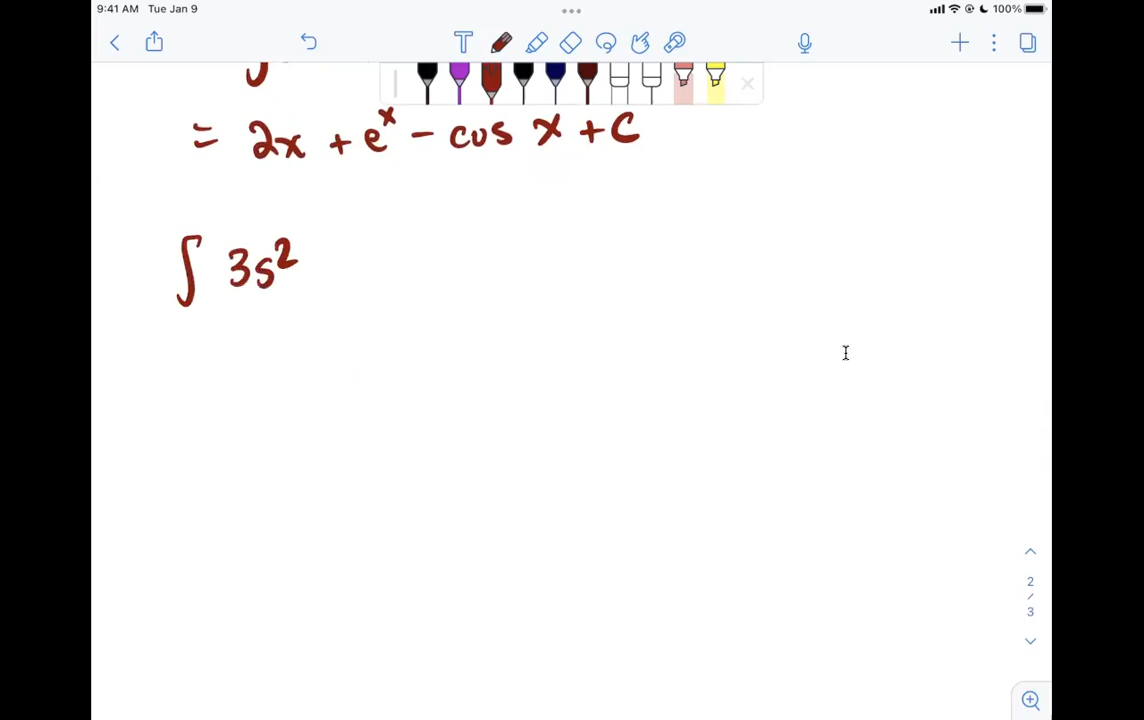 9:41 AM Tue Jan 9
100%
T
= 2x + e^x - cos x + c
∫ 3s²
2
/
3